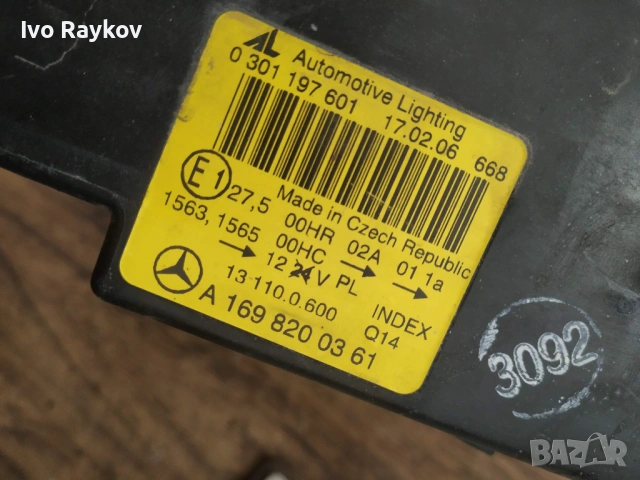 Ivo Raykov
AL Automotive Lighting
0 301 197 601 17.02.06 668
Made in Czech Republic
E1 27,5 00HR 02A 01 1a
1563, 1565 00HC → →
→ 12 24V PL
13 110.0.600 INDEX
A 169 820 03 61 Q14
3092
BAZAR